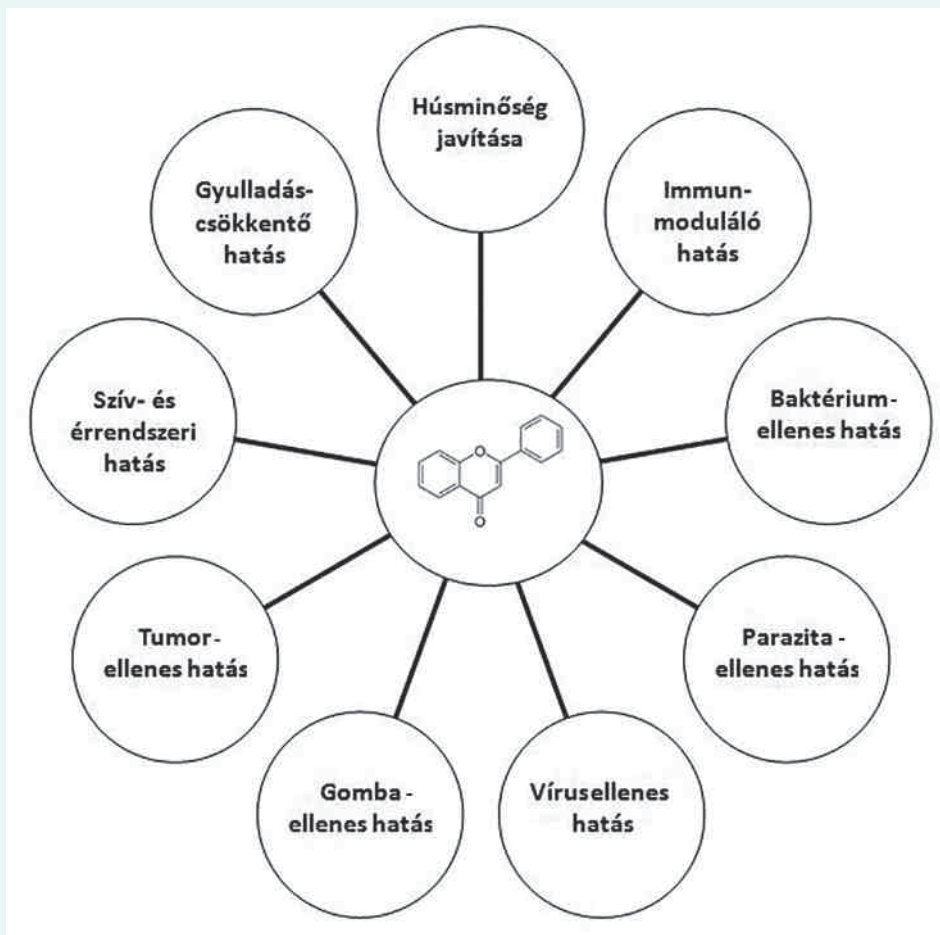 Húsminőség
javítása
Immun-
moduláló
hatás
Baktérium-
ellenes hatás
Parazita -
ellenes hatás
Vírusellenes
hatás
Gomba -
ellenes hatás
Tumor-
ellenes hatás
Szív- és
érrendszeri
hatás
Gyulladás-
csökkentő
hatás
O
O